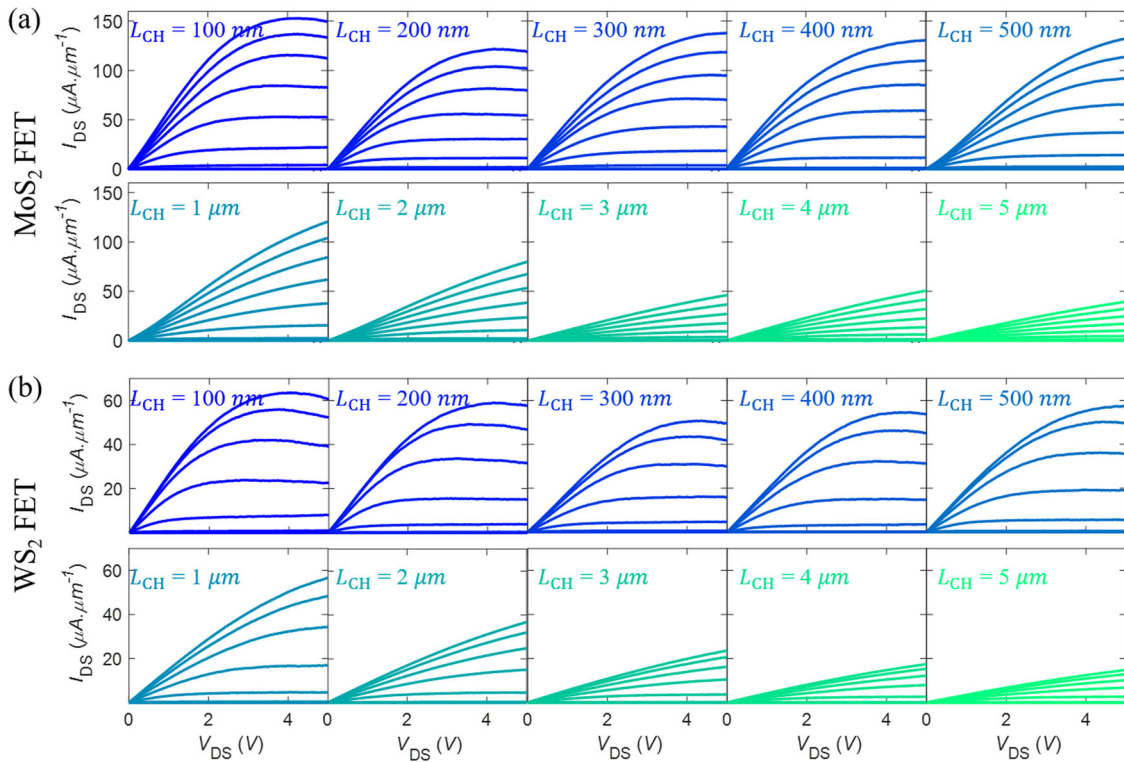 (a)
MoS₂ FET
I_DS (μA.μm⁻¹)
150
100
50
0
L_CH = 100 nm
L_CH = 200 nm
L_CH = 300 nm
L_CH = 400 nm
L_CH = 500 nm
I_DS (μA.μm⁻¹)
150
100
50
0
L_CH = 1 μm
L_CH = 2 μm
L_CH = 3 μm
L_CH = 4 μm
L_CH = 5 μm
(b)
WS₂ FET
I_DS (μA.μm⁻¹)
60
40
20
L_CH = 100 nm
L_CH = 200 nm
L_CH = 300 nm
L_CH = 400 nm
L_CH = 500 nm
I_DS (μA.μm⁻¹)
60
40
20
L_CH = 1 μm
L_CH = 2 μm
L_CH = 3 μm
L_CH = 4 μm
L_CH = 5 μm
0 2 4 0 2 4 0 2 4 0 2 4 0 2 4
V_DS (V) V_DS (V) V_DS (V) V_DS (V) V_DS (V)